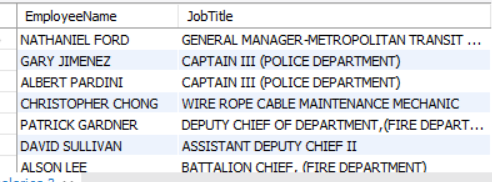 EmployeeName JobTitle
NATHANIEL FORD GENERAL MANAGER-METROPOLITAN TRANSIT ...
GARY JIMENEZ CAPTAIN III (POLICE DEPARTMENT)
ALBERT PARDINI CAPTAIN III (POLICE DEPARTMENT)
CHRISTOPHER CHONG WIRE ROPE CABLE MAINTENANCE MECHANIC
PATRICK GARDNER DEPUTY CHIEF OF DEPARTMENT,(FIRE DEPART...
DAVID SULLIVAN ASSISTANT DEPUTY CHIEF II
ALSON LEE BATTALION CHIEF, (FIRE DEPARTMENT)